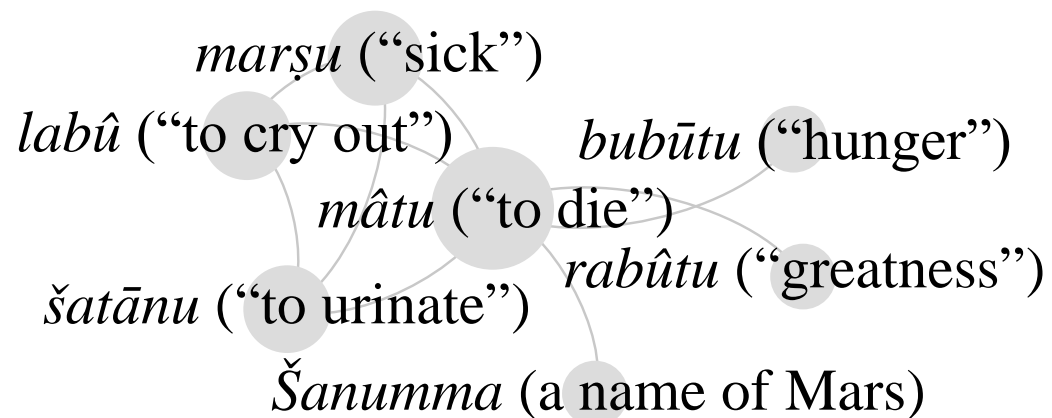 marṣu (“sick”)
labû (“to cry out”)
bubūtu (“hunger”)
mâtu (“to die”)
rabûtu (“greatness”)
šatānu (“to urinate”)
Šanumma (a name of Mars)